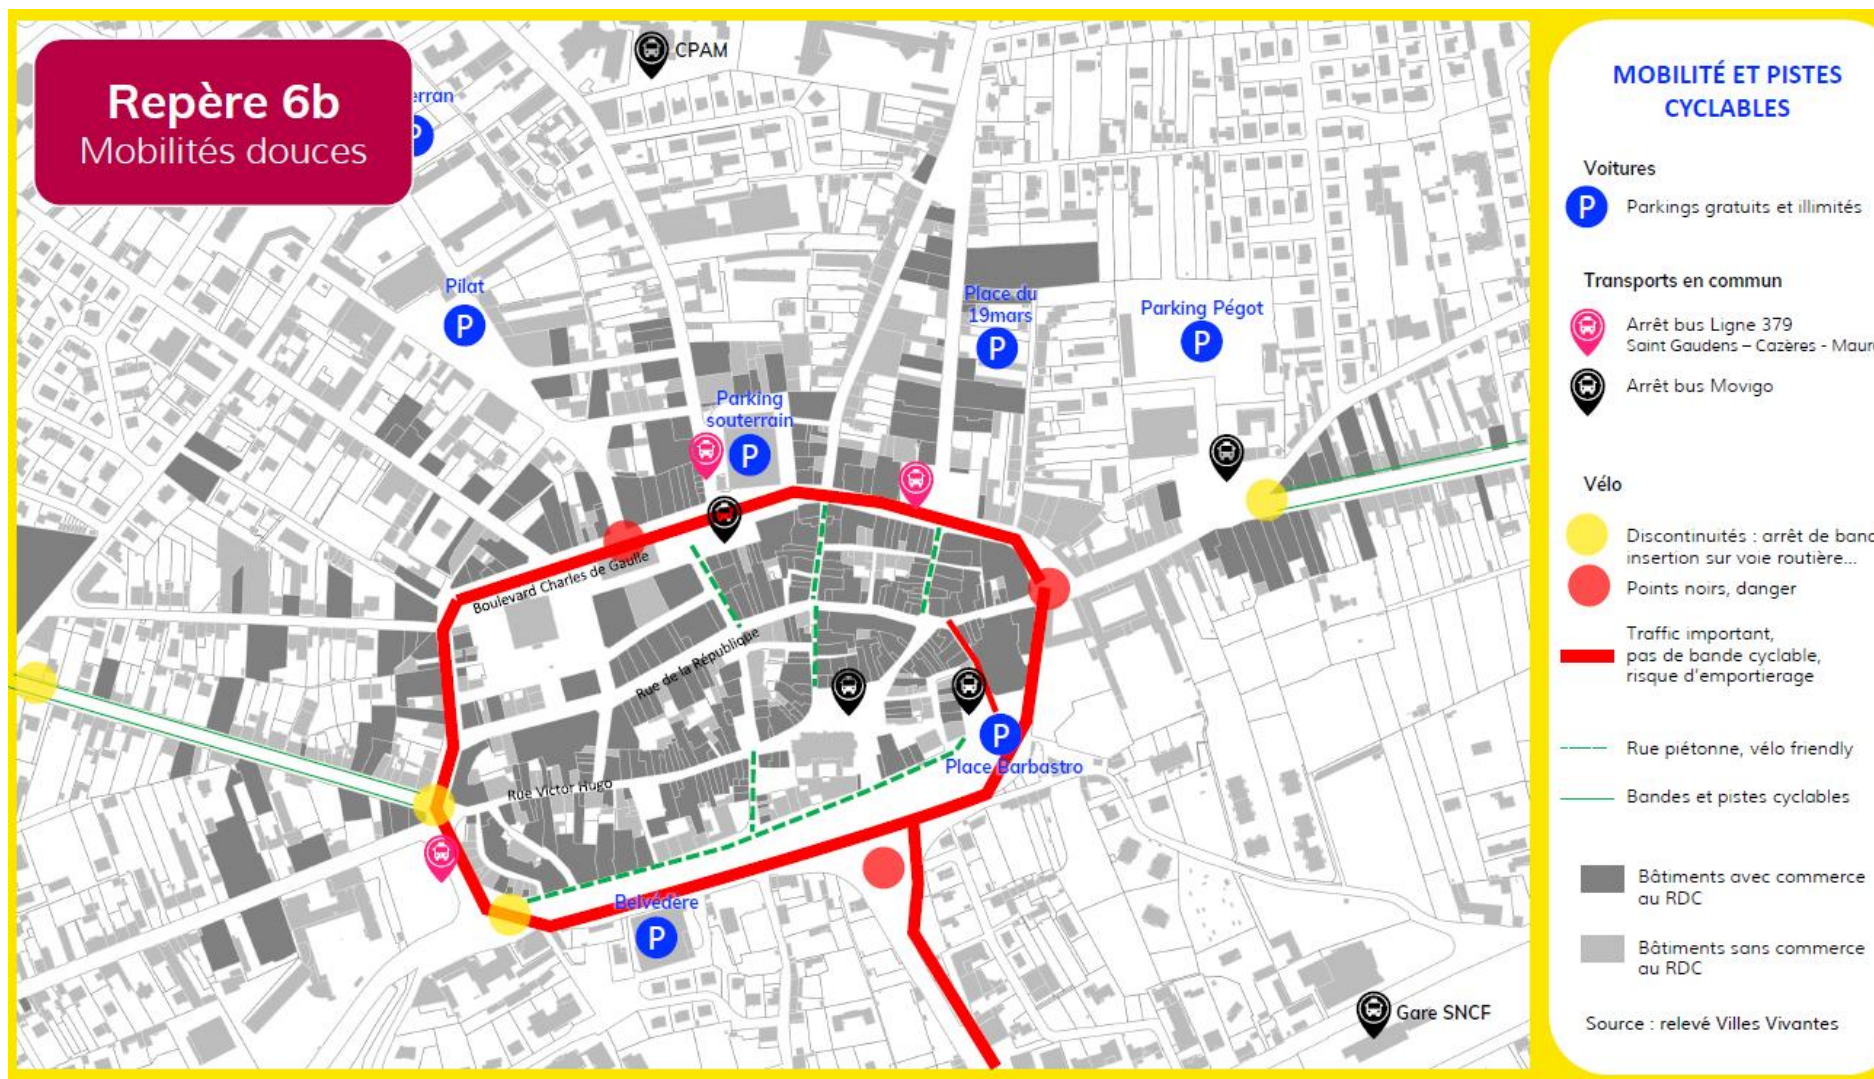 Repère 6b
Mobilités douces
CPAM
P
Pilat
P
Place du
19mars
P
Parking Pégot
P
Parking
souterrain
P
Boulevard Charles de Gaulle
Rue de la République
Rue Victor Hugo
P
Place Barbastro
Belvédère
P
Gare SNCF
MOBILITÉ ET PISTES
CYCLABLES
Voitures
P Parkings gratuits et illimités
Transports en commun
Arrêt bus Ligne 379
Saint Gaudens – Cazères - Maur
Arrêt bus Movigo
Vélo
Discontinuités : arrêt de band
insertion sur voie routière...
Points noirs, danger
Traffic important,
pas de bande cyclable,
risque d'emportierage
Rue piétonne, vélo friendly
Bandes et pistes cyclables
Bâtiments avec commerce
au RDC
Bâtiments sans commerce
au RDC
Source : relevé Villes Vivantes